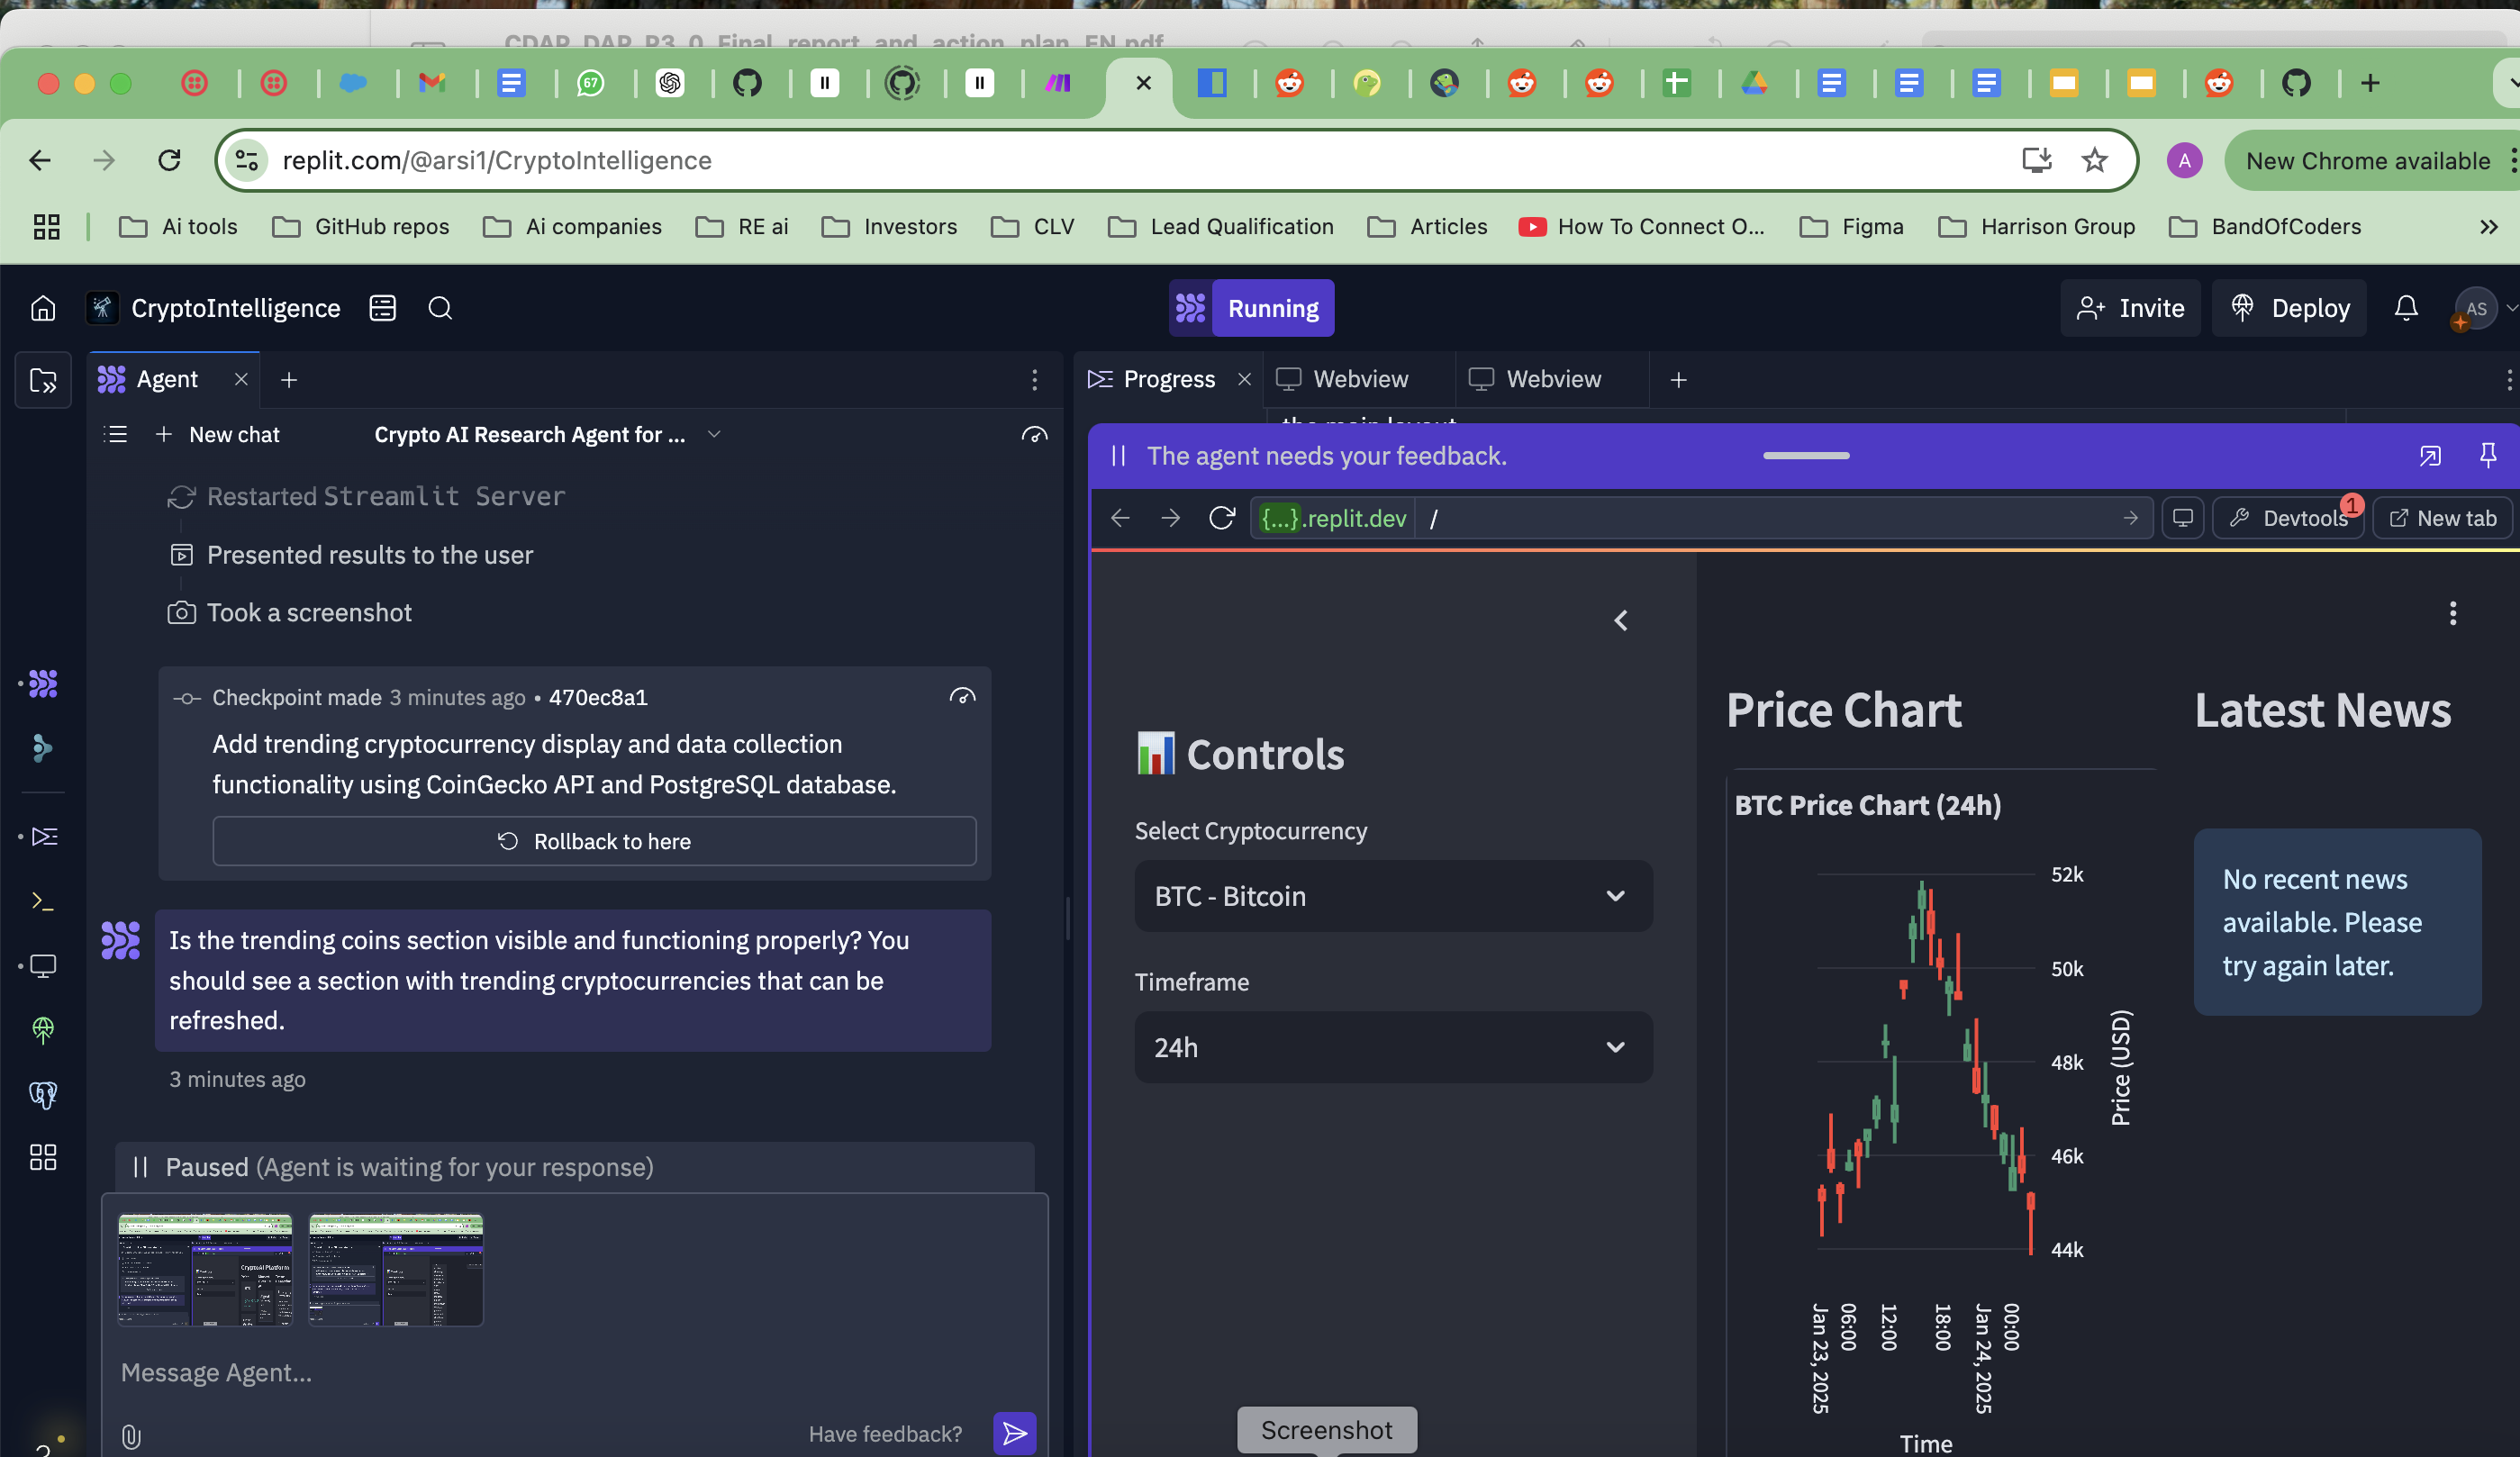 CDAP_DAP_R3_0_Final_report_and_action_plan_EN.pdf
67
replit.com/@arsi1/CryptoIntelligence
A
New Chrome available
Ai tools
GitHub repos
Ai companies
RE ai
Investors
CLV
Lead Qualification
Articles
How To Connect O...
Figma
Harrison Group
BandOfCoders
CryptoIntelligence
Running
Invite
Deploy
AS
Agent
Progress
Webview
Webview
New chat
Crypto AI Research Agent for ...
the main layout
Restarted Streamlit Server
Presented results to the user
Took a screenshot
Checkpoint made 3 minutes ago • 470ec8a1
Add trending cryptocurrency display and data collection
functionality using CoinGecko API and PostgreSQL database.
Rollback to here
Is the trending coins section visible and functioning properly? You
should see a section with trending cryptocurrencies that can be
refreshed.
3 minutes ago
Paused (Agent is waiting for your response)
Message Agent...
Have feedback?
The agent needs your feedback.
{...}.replit.dev
/
Devtools
1
New tab
Controls
Select Cryptocurrency
BTC - Bitcoin
Timeframe
24h
Price Chart
BTC Price Chart (24h)
52k
50k
48k
46k
44k
Price (USD)
Jan 23, 2025
06:00
12:00
18:00
Jan 24, 2025
00:00
Time
Latest News
No recent news
available. Please
try again later.
Screenshot